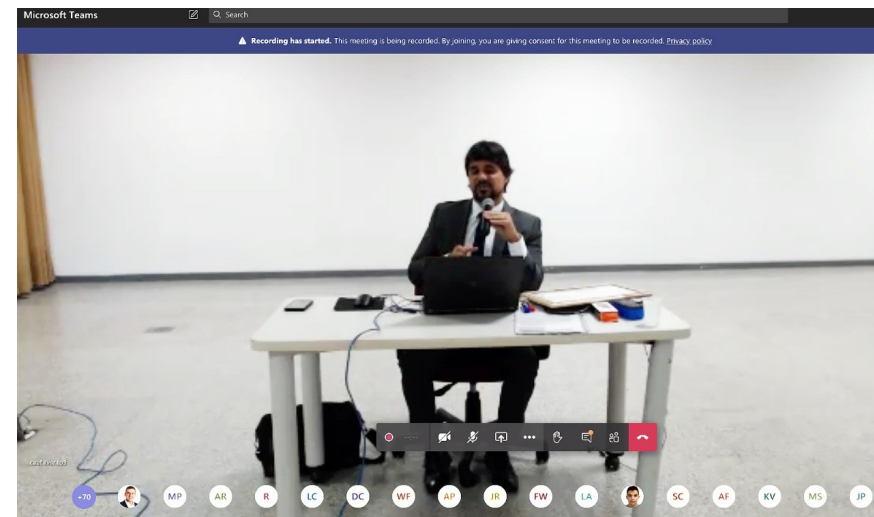 Microsoft Teams
Search
Recording has started. This meeting is being recorded. By joining, you are giving consent for this meeting to be recorded. Privacy policy
+70
MP
AR
R
LC
DC
WF
AP
JR
FW
LA
SC
AF
KV
MS
JP